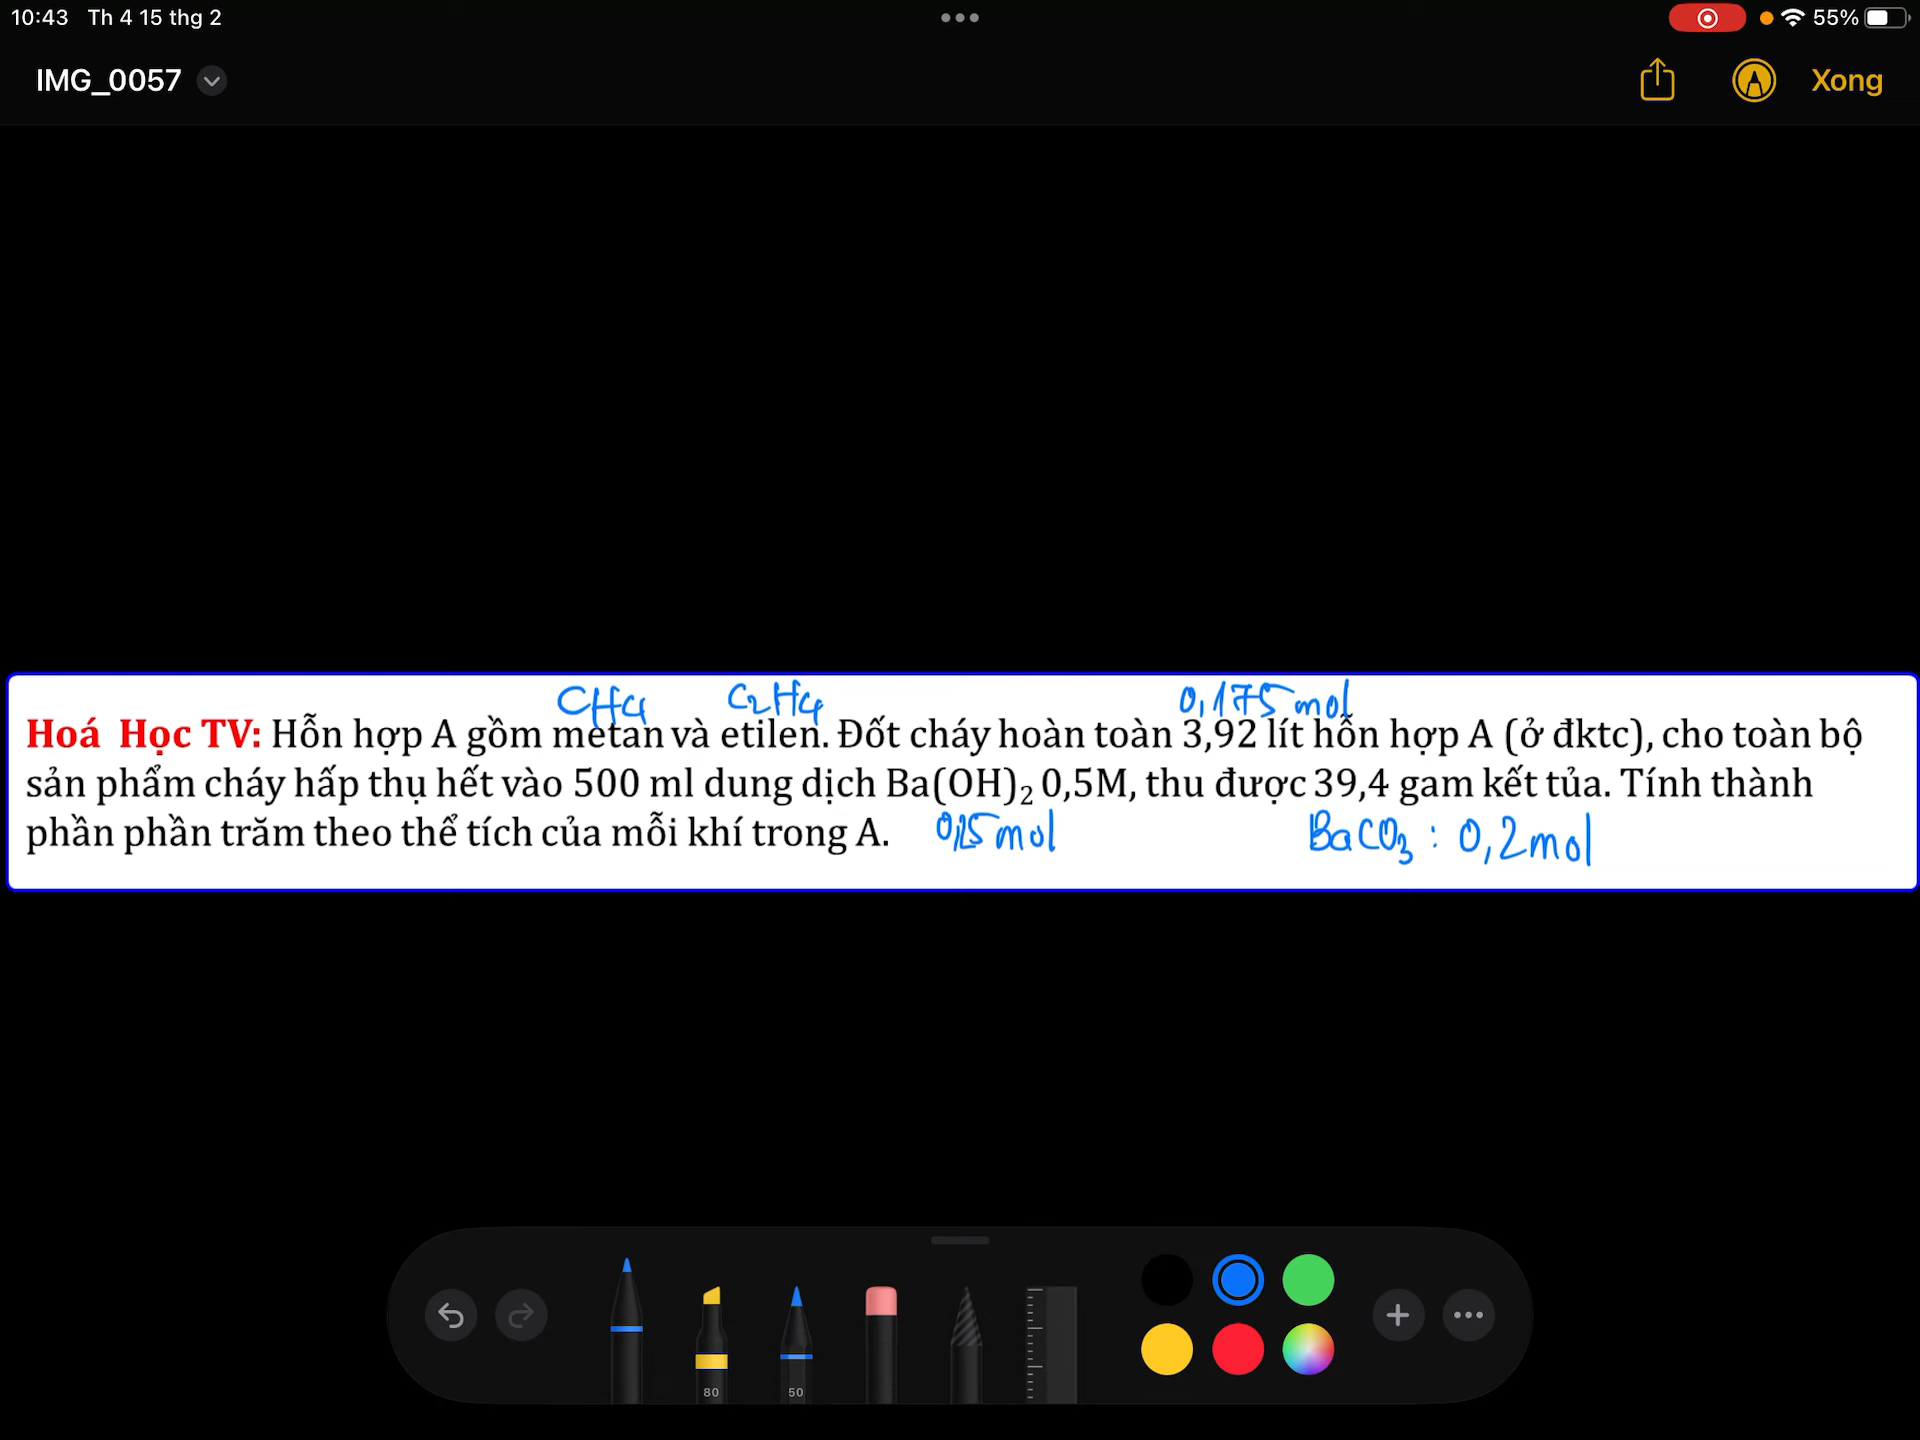 10:43 Th 4 15 thg 2
55%
IMG_0057
Xong
CH4 C2H4 0,175 mol
Hoá Học TV: Hỗn hợp A gồm metan và etilen. Đốt cháy hoàn toàn 3,92 lít hỗn hợp A (ở đktc), cho toàn bộ
sản phẩm cháy hấp thụ hết vào 500 ml dung dịch Ba(OH)₂ 0,5M, thu được 39,4 gam kết tủa. Tính thành
phần phần trăm theo thể tích của mỗi khí trong A. 0,25 mol BaCO3 : 0,2 mol
80
50